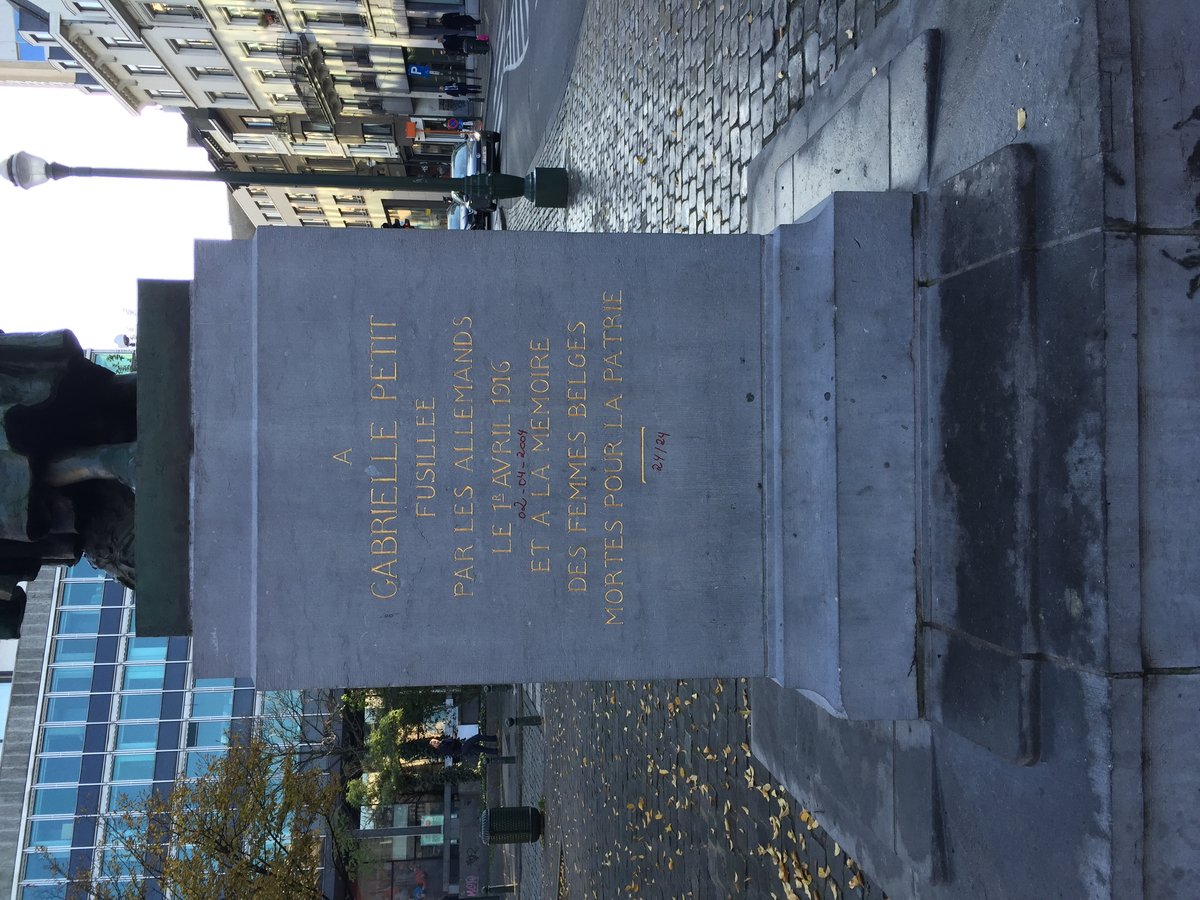 A
GABRIELLE PETIT
FUSILLEE
PAR LES ALLEMANDS
LE 1ER AVRIL 1916
02-04-2004
ET A LA MEMOIRE
DES FEMMES BELGES
MORTES POUR LA PATRIE
24/24
P